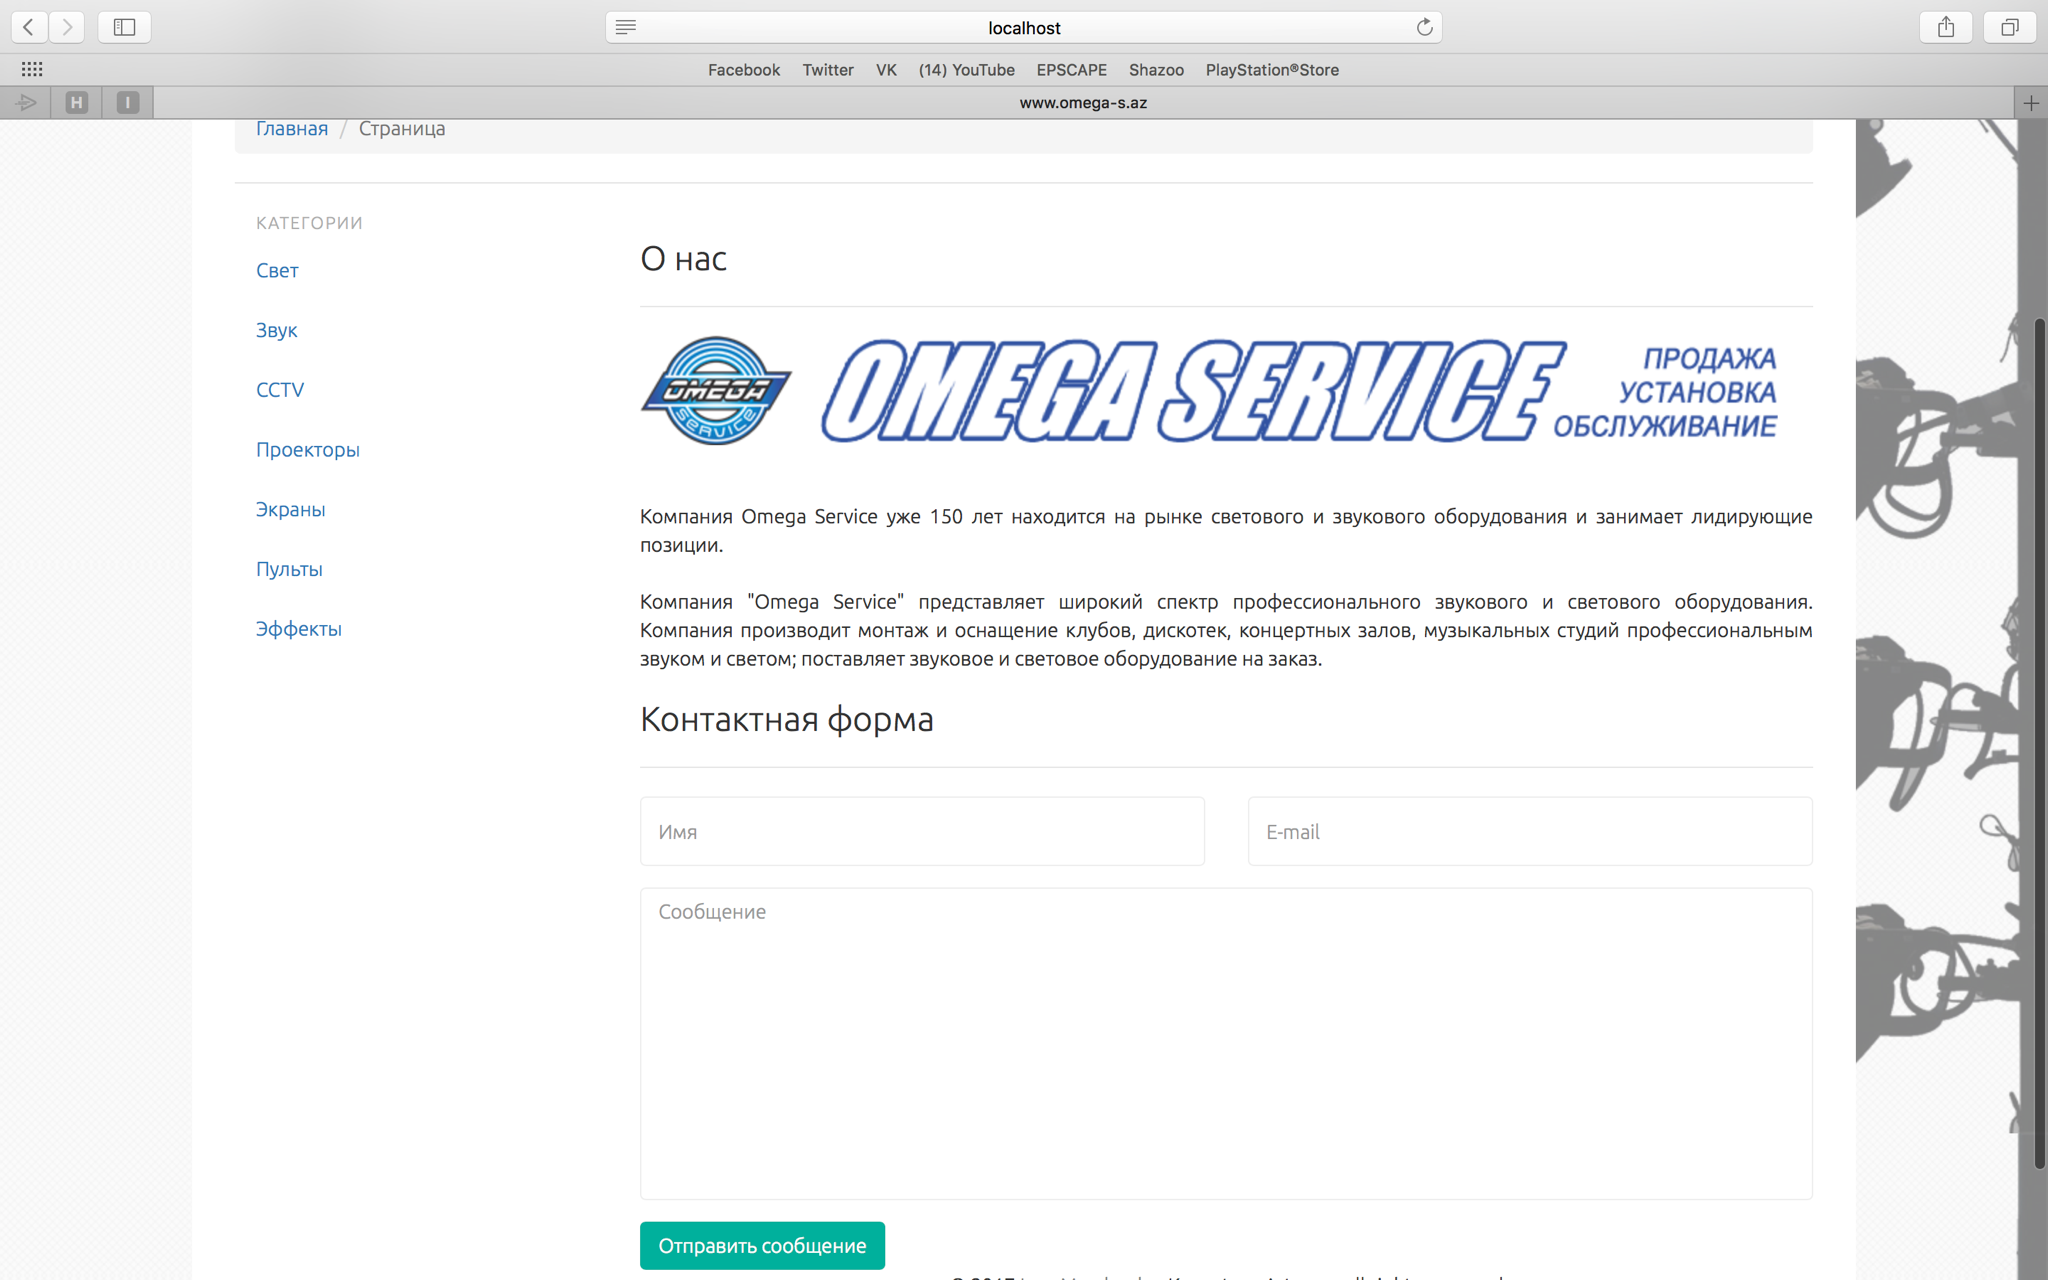 localhost
Facebook Twitter VK (14) YouTube EPSCAPE Shazoo PlayStation®Store
H I www.omega-s.az
Главная / Страница
КАТЕГОРИИ
Свет
Звук
CCTV
Проекторы
Экраны
Пульты
Эффекты
О нас
OMEGA
SERVICE
OMEGA SERVICE
ПРОДАЖА
УСТАНОВКА
ОБСЛУЖИВАНИЕ
Компания Omega Service уже 150 лет находится на рынке светового и звукового оборудования и занимает лидирующие
позиции.
Компания "Omega Service" представляет широкий спектр профессионального звукового и светового оборудования.
Компания производит монтаж и оснащение клубов, дискотек, концертных залов, музыкальных студий профессиональным
звуком и светом; поставляет звуковое и световое оборудование на заказ.
Контактная форма
Имя
E-mail
Сообщение
Отправить сообщение